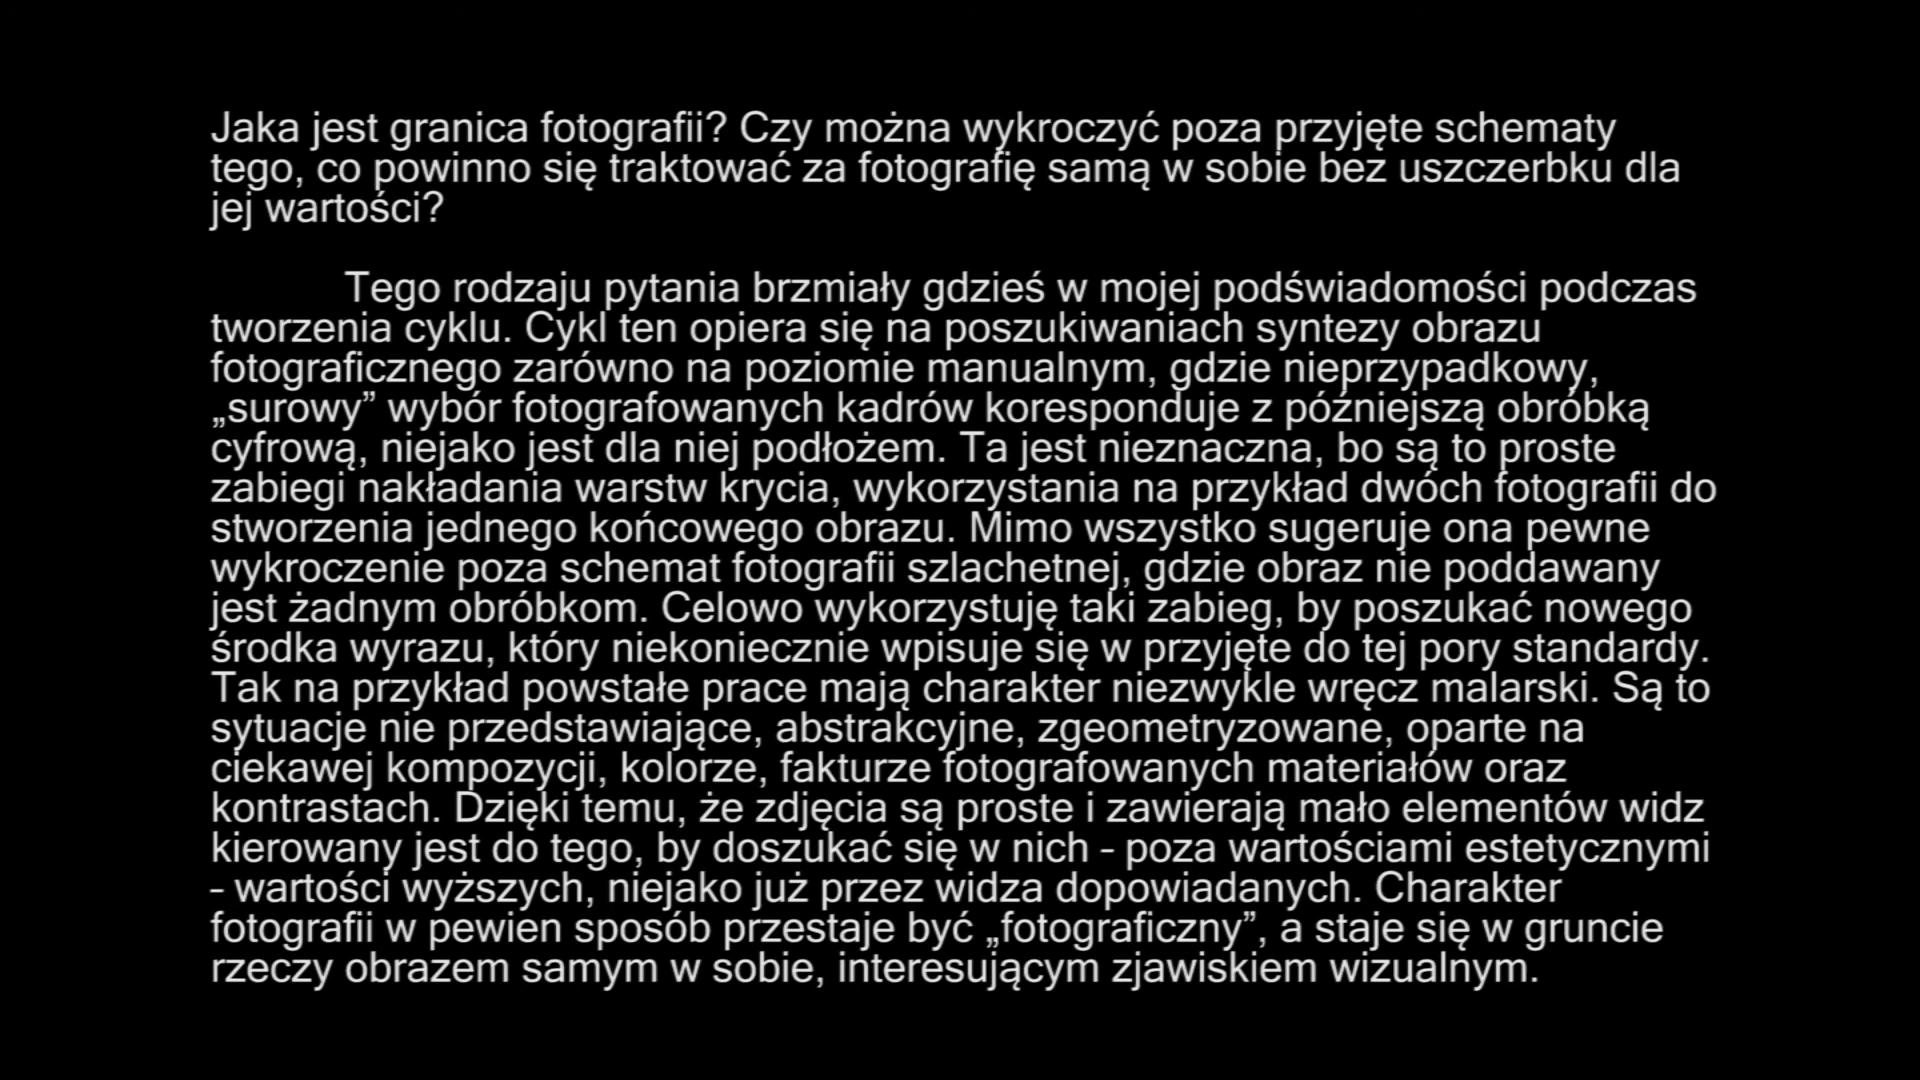 Jaka jest granica fotografii? Czy można wykroczyć poza przyjęte schematy
tego, co powinno się traktować za fotografię samą w sobie bez uszczerbku dla
jej wartości?
Tego rodzaju pytania brzmiały gdzieś w mojej podświadomości podczas
tworzenia cyklu. Cykl ten opiera się na poszukiwaniach syntezy obrazu
fotograficznego zarówno na poziomie manualnym, gdzie nieprzypadkowy,
„surowy” wybór fotografowanych kadrów koresponduje z późniejszą obróbką
cyfrową, niejako jest dla niej podłożem. Ta jest nieznaczna, bo są to proste
zabiegi nakładania warstw krycia, wykorzystania na przykład dwóch fotografii do
stworzenia jednego końcowego obrazu. Mimo wszystko sugeruje ona pewne
wykroczenie poza schemat fotografii szlachetnej, gdzie obraz nie poddawany
jest żadnym obróbkom. Celowo wykorzystuję taki zabieg, by poszukać nowego
środka wyrazu, który niekoniecznie wpisuje się w przyjęte do tej pory standardy.
Tak na przykład powstałe prace mają charakter niezwykle wręcz malarski. Są to
sytuacje nie przedstawiające, abstrakcyjne, zgeometryzowane, oparte na
ciekawej kompozycji, kolorze, fakturze fotografowanych materiałów oraz
kontrastach. Dzięki temu, że zdjęcia są proste i zawierają mało elementów widz
kierowany jest do tego, by doszukać się w nich – poza wartościami estetycznymi
– wartości wyższych, niejako już przez widza dopowiadanych. Charakter
fotografii w pewien sposób przestaje być „fotograficzny”, a staje się w gruncie
rzeczy obrazem samym w sobie, interesującym zjawiskiem wizualnym.